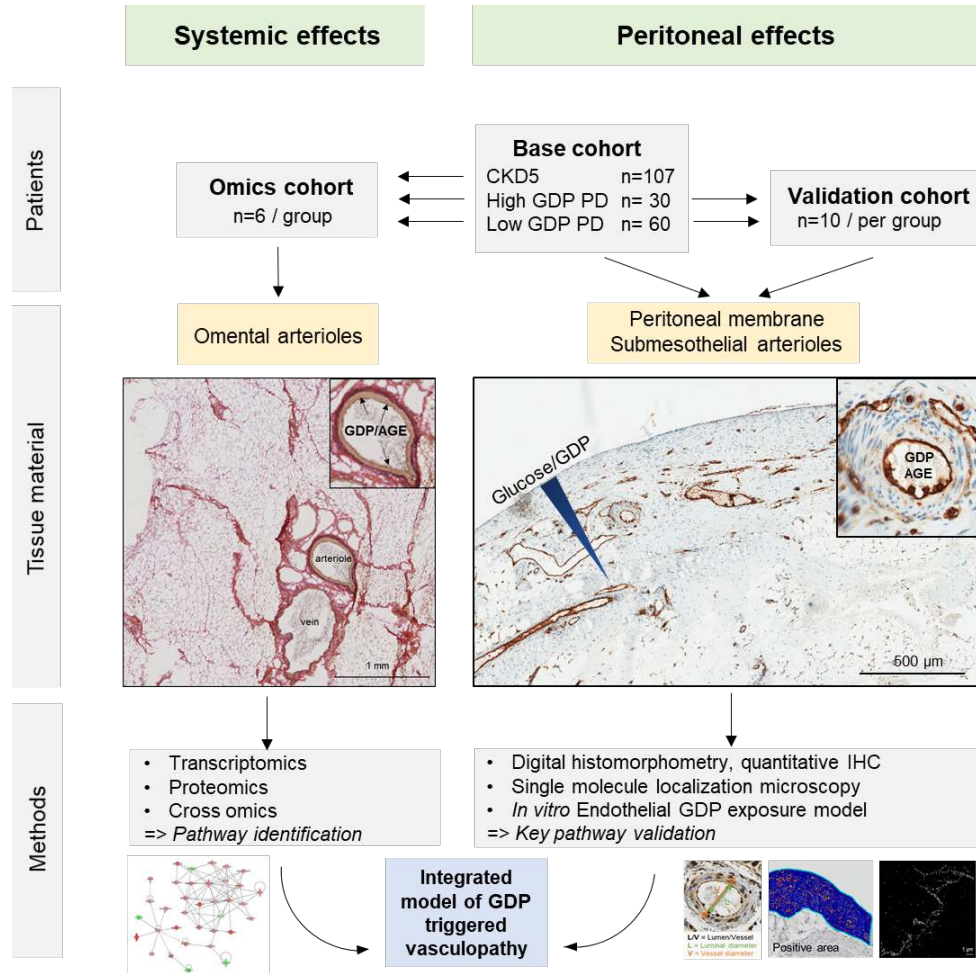 Systemic effects
Peritoneal effects
Patients
Omics cohort
n=6 / group
Base cohort
CKD5 n=107
High GDP PD n= 30
Low GDP PD n= 60
Validation cohort
n=10 / per group
Tissue material
Omental arterioles
Peritoneal membrane
Submesothelial arterioles
GDP/AGE
arteriole
vein
1 mm
Glucose/GDP
GDP
AGE
500 µm
Methods
• Transcriptomics
• Proteomics
• Cross omics
=> Pathway identification
• Digital histomorphometry, quantitative IHC
• Single molecule localization microscopy
• In vitro Endothelial GDP exposure model
=> Key pathway validation
Integrated
model of GDP
triggered
vasculopathy
L/V = Lumen/Vessel
L = Luminal diameter
V = Vessel diameter
Positive area
1 µm